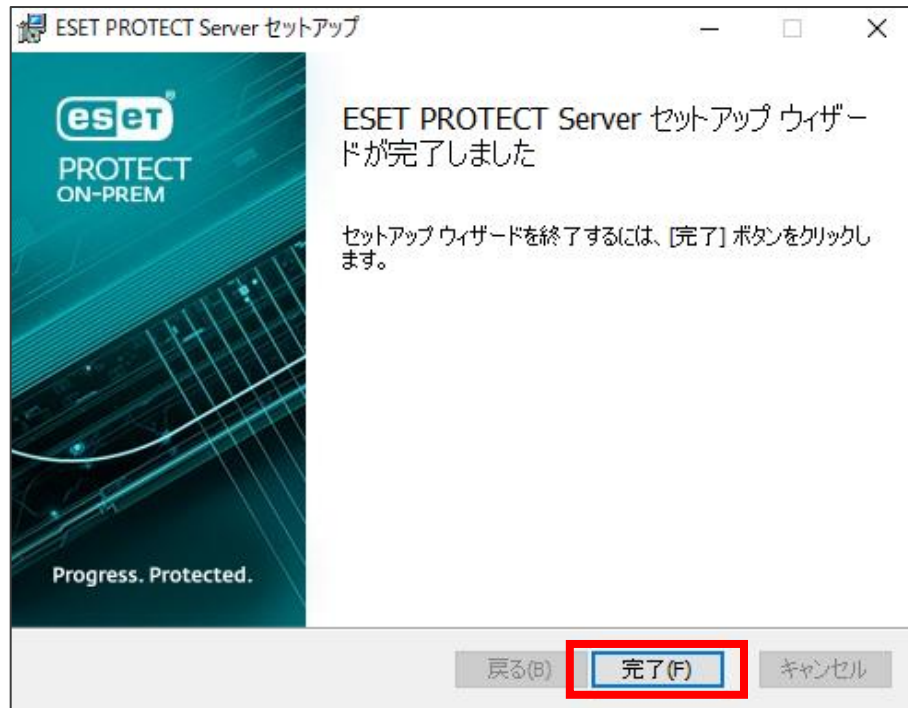 ESET PROTECT Server セットアップ
eset®
PROTECT
ON-PREM
ESET PROTECT Server セットアップ ウィザー
ドが完了しました
セットアップ ウィザードを終了するには、[完了] ボタンをクリックし
ます。
Progress. Protected.
戻る(B)
完了(F)
キャンセル